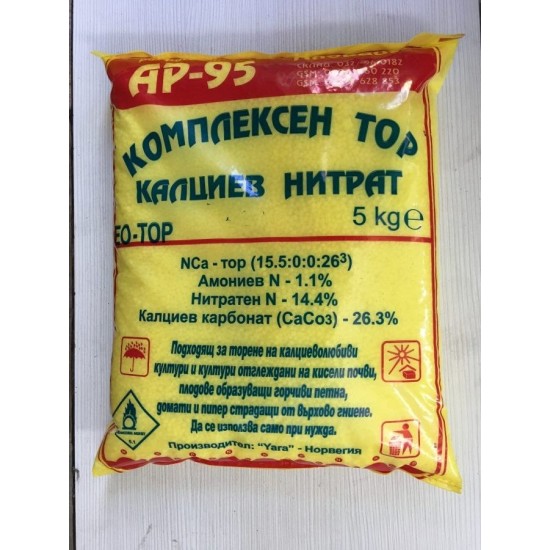 АР-95
КОМПЛЕКСЕН ТОР
КАЛЦИЕВ НИТРАТ
5 kg e
ЕО-ТОР
NCa - тор (15.5:0:0:26³)
Амониев N - 1.1%
Нитратен N - 14.4%
Калциев карбонат (СаСоз) - 26.3%
Подходящ за торене на калциеволюбиви
култури и култури отглеждани на кисели почви,
плодове образуващи горчиви петна,
домати и пипер страдащи от върхово гниене.
Да се използва само при нужда.
Производител: "Yara" - Норвегия